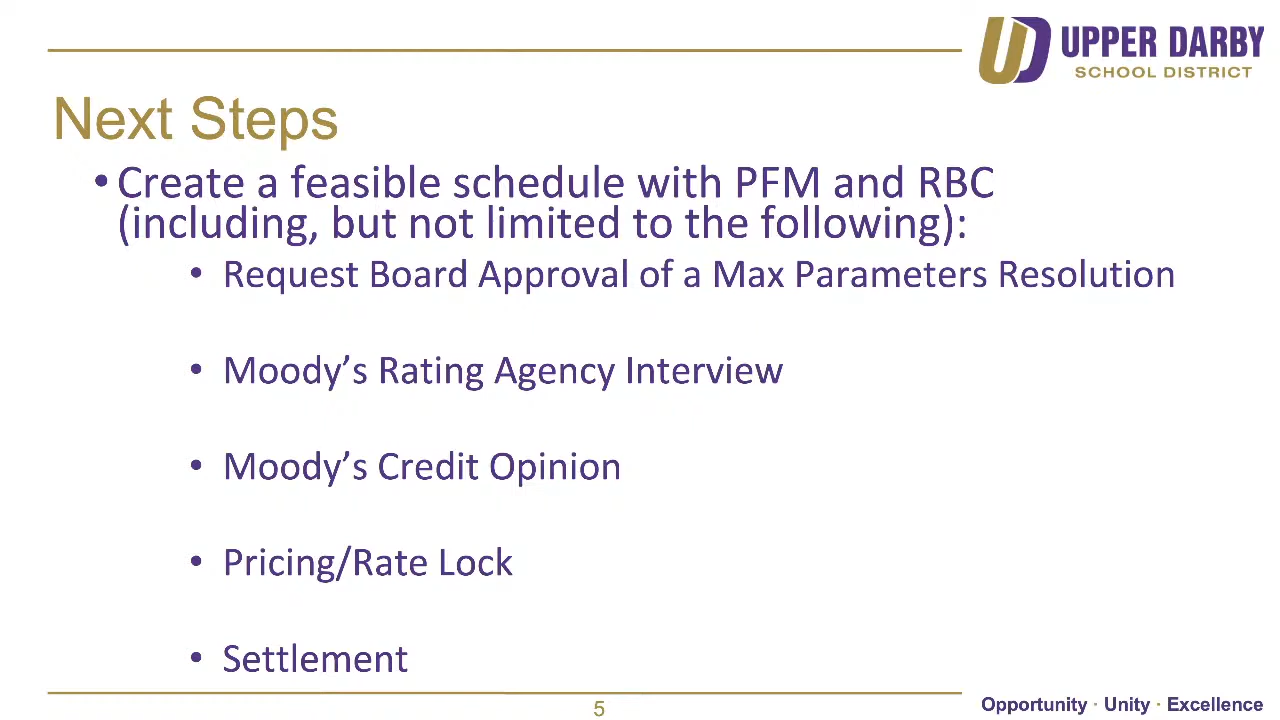 UD UPPER DARBY
SCHOOL DISTRICT
Next Steps
• Create a feasible schedule with PFM and RBC
(including, but not limited to the following):
• Request Board Approval of a Max Parameters Resolution
• Moody’s Rating Agency Interview
• Moody’s Credit Opinion
• Pricing/Rate Lock
• Settlement
5
Opportunity · Unity · Excellence